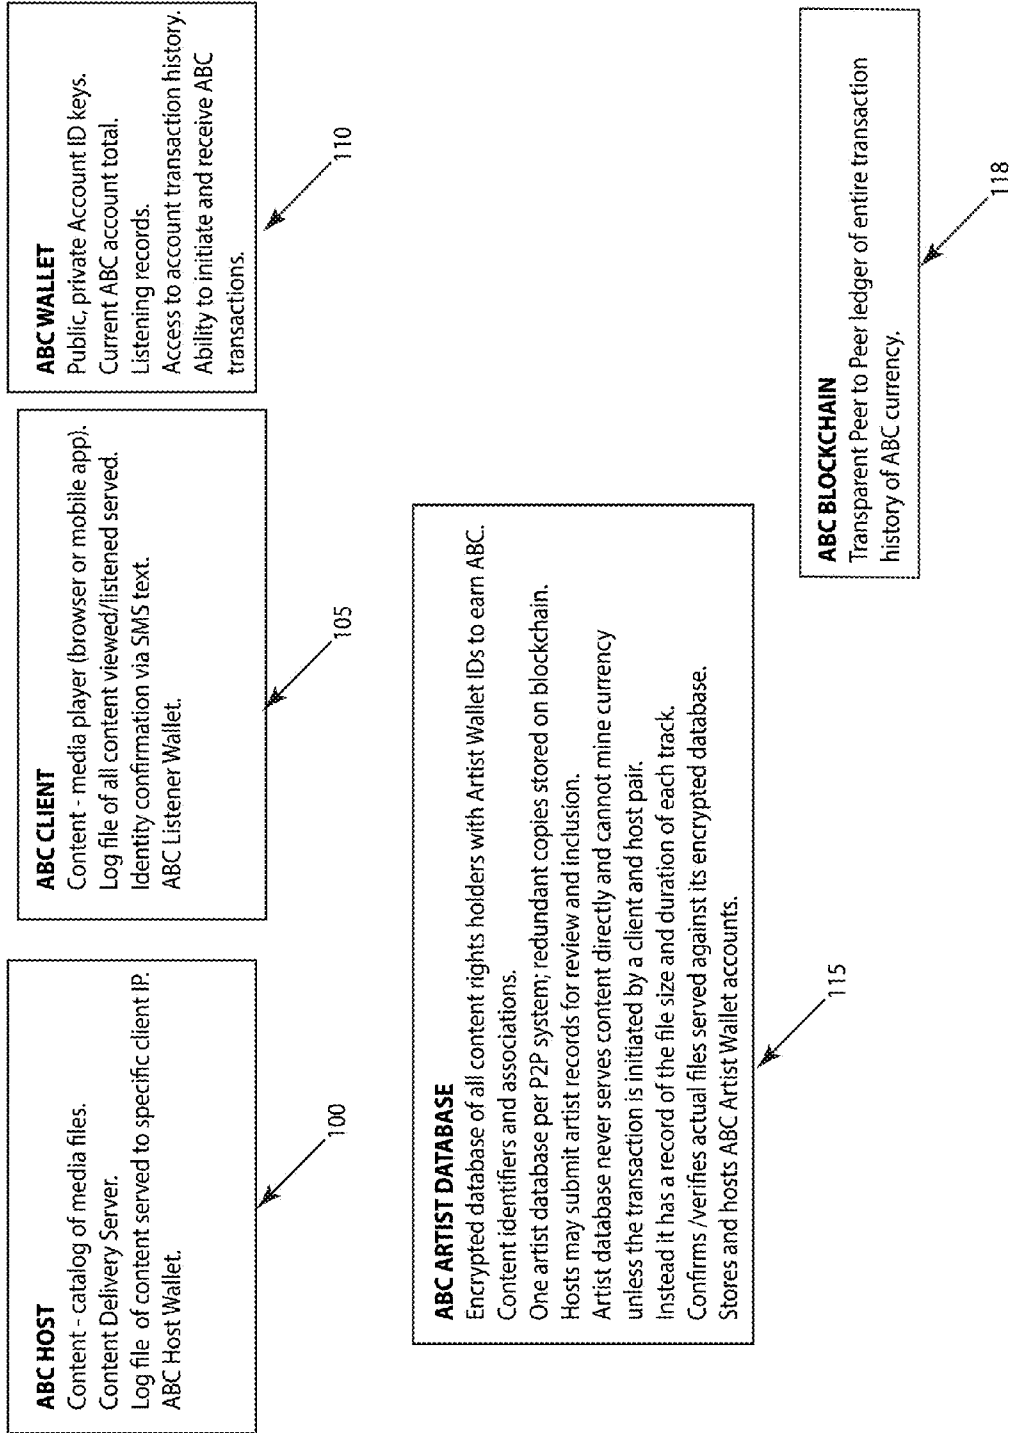 ABC HOST
Content - catalog of media files.
Content Delivery Server.
Log file of content served to specific client IP.
ABC Host Wallet.
100
ABC CLIENT
Content - media player (browser or mobile app).
Log file of all content viewed/listened served.
Identity confirmation via SMS text.
ABC Listener Wallet.
105
ABC WALLET
Public, private Account ID keys.
Current ABC account total.
Listening records.
Access to account transaction history.
Ability to initiate and receive ABC
transactions.
110
ABC ARTIST DATABASE
Encrypted database of all content rights holders with Artist Wallet IDs to earn ABC.
Content identifiers and associations.
One artist database per P2P system; redundant copies stored on blockchain.
Hosts may submit artist records for review and inclusion.
Artist database never serves content directly and cannot mine currency
unless the transaction is initiated by a client and host pair.
Instead it has a record of the file size and duration of each track.
Confirms /verifies actual files served against its encrypted database.
Stores and hosts ABC Artist Wallet accounts.
115
ABC BLOCKCHAIN
Transparent Peer to Peer ledger of entire transaction
history of ABC currency.
118